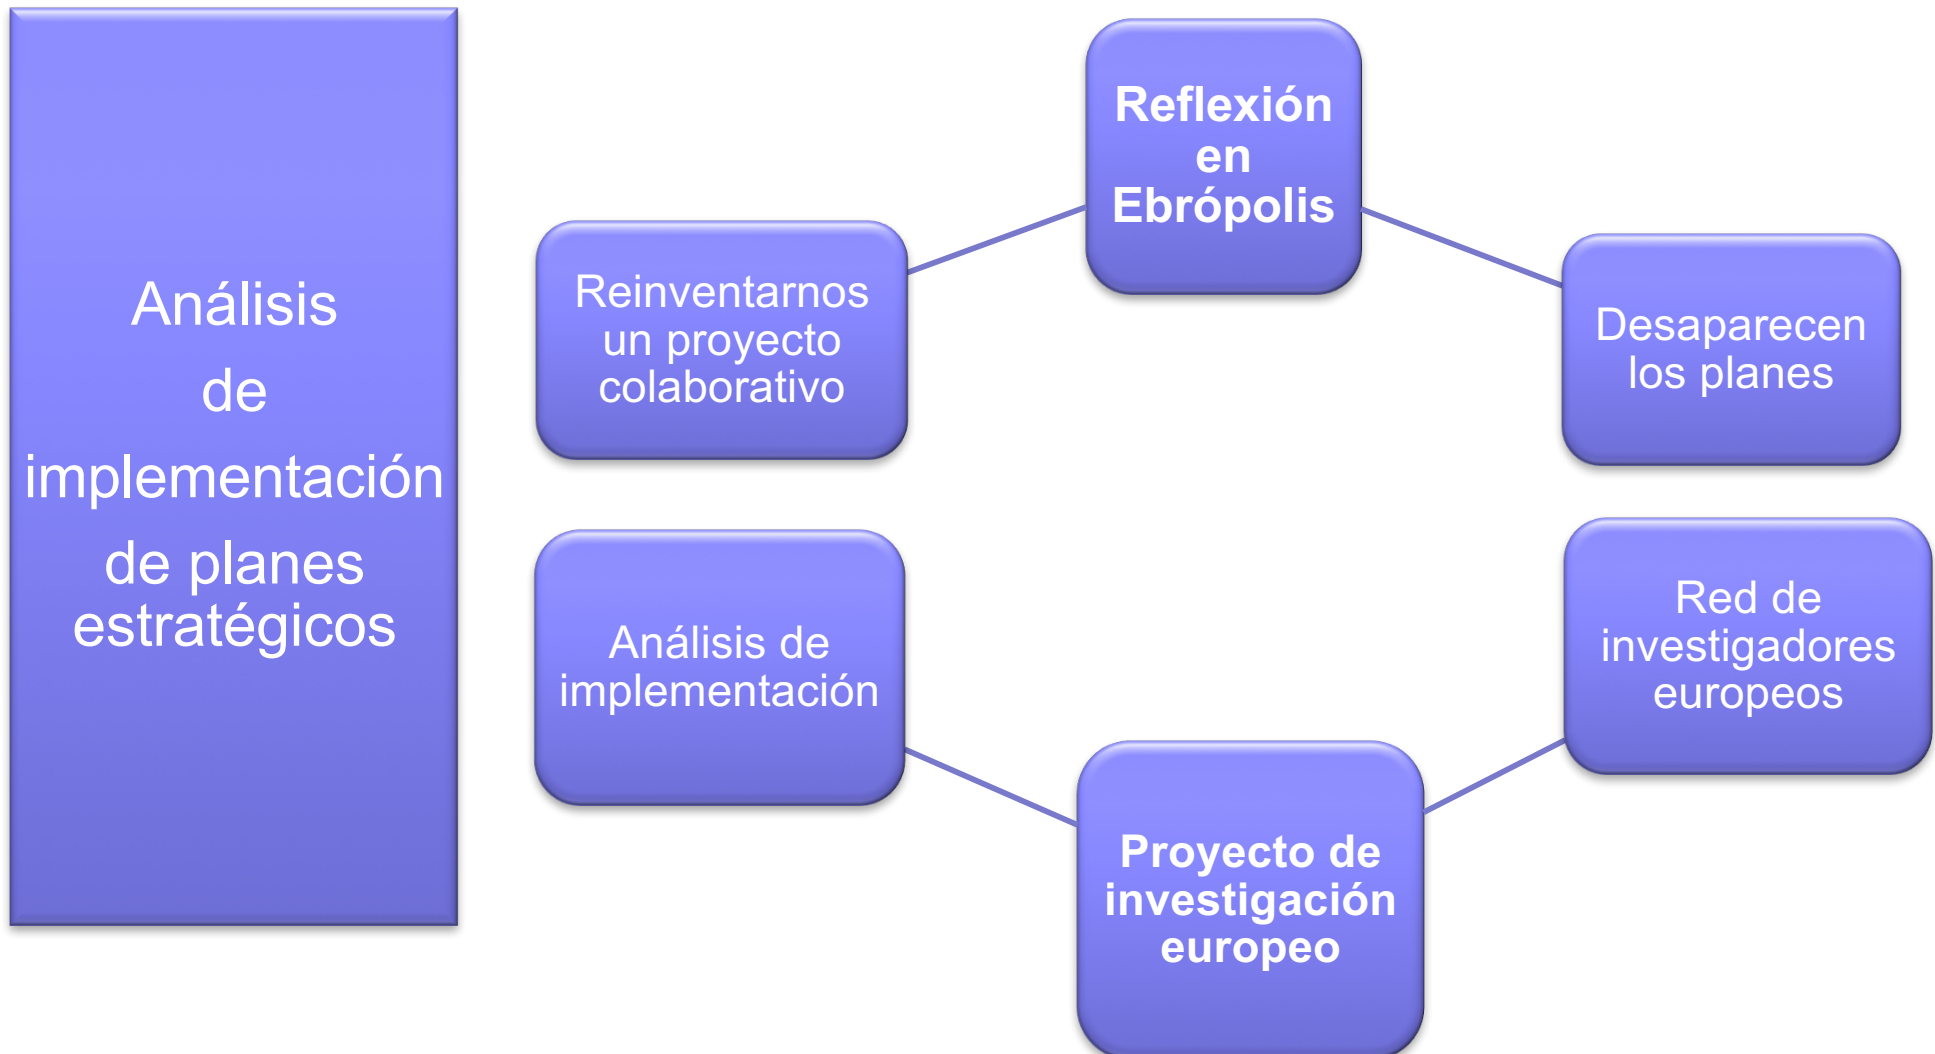 Análisis
de
implementación
de planes
estratégicos
Reflexión
en
Ebrópolis
Reinventarnos
un proyecto
colaborativo
Desaparecen
los planes
Análisis de
implementación
Red de
investigadores
europeos
Proyecto de
investigación
europeo